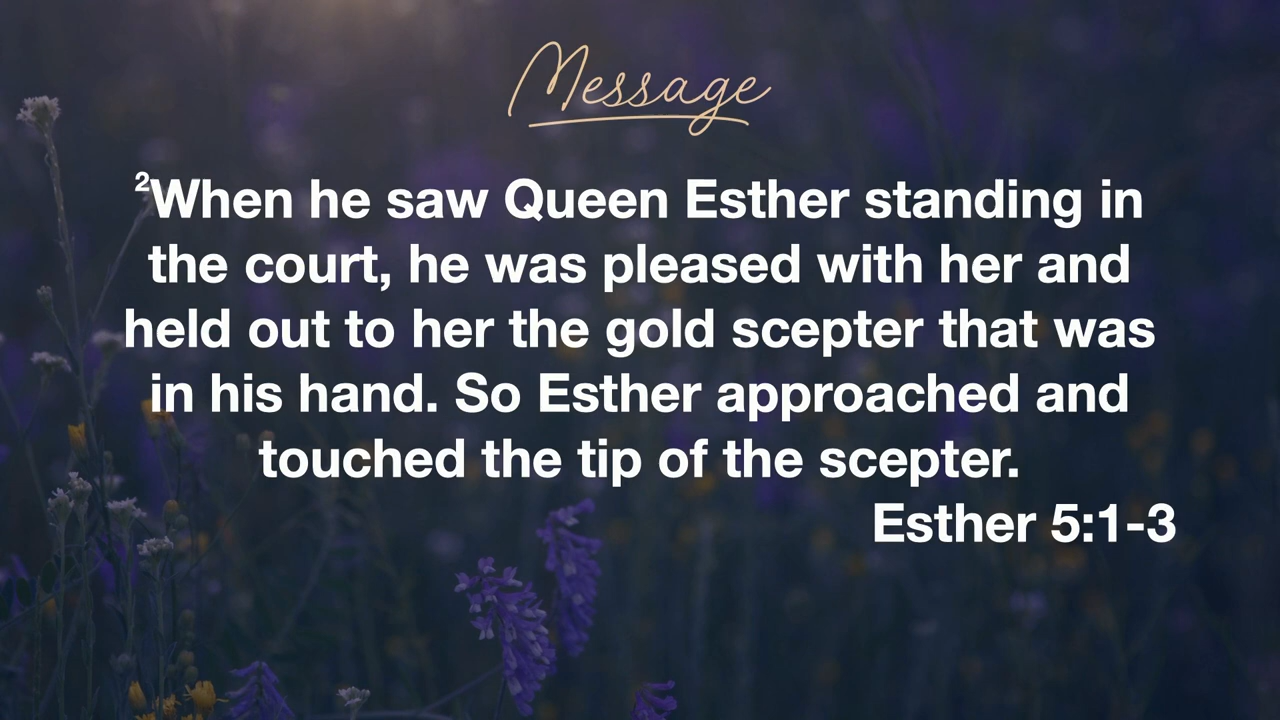 Message
²When he saw Queen Esther standing in
the court, he was pleased with her and
held out to her the gold scepter that was
in his hand. So Esther approached and
touched the tip of the scepter.
Esther 5:1-3